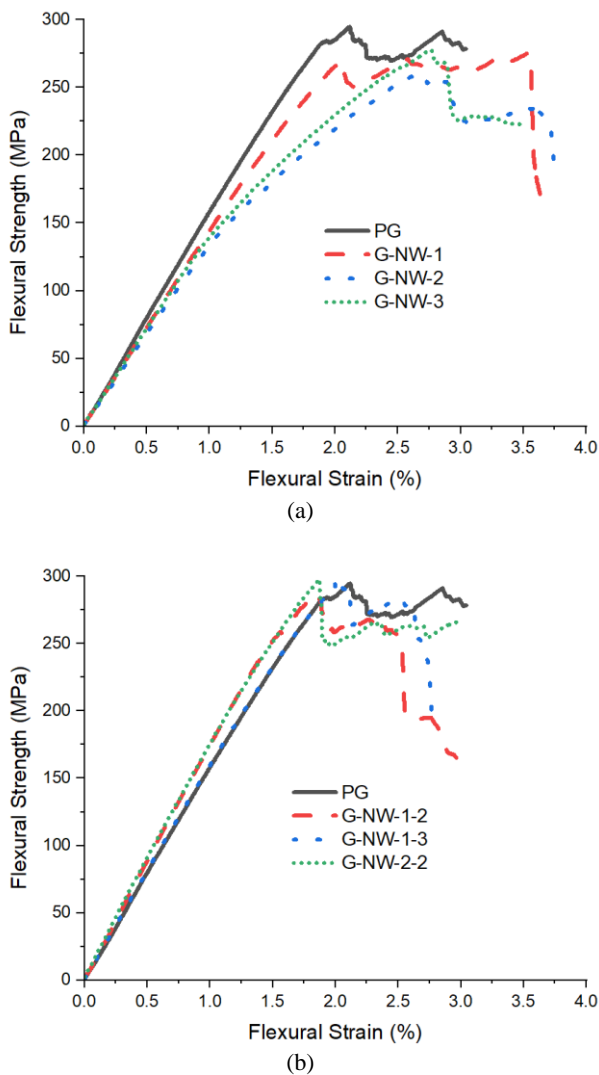 300
250
200
150
100
50
0
Flexural Strength (MPa)
PG
G-NW-1
G-NW-2
G-NW-3
0.0 0.5 1.0 1.5 2.0 2.5 3.0 3.5 4.0
Flexural Strain (%)
(a)
300
250
200
150
100
50
0
Flexural Strength (MPa)
PG
G-NW-1-2
G-NW-1-3
G-NW-2-2
0.0 0.5 1.0 1.5 2.0 2.5 3.0 3.5 4.0
Flexural Strain (%)
(b)